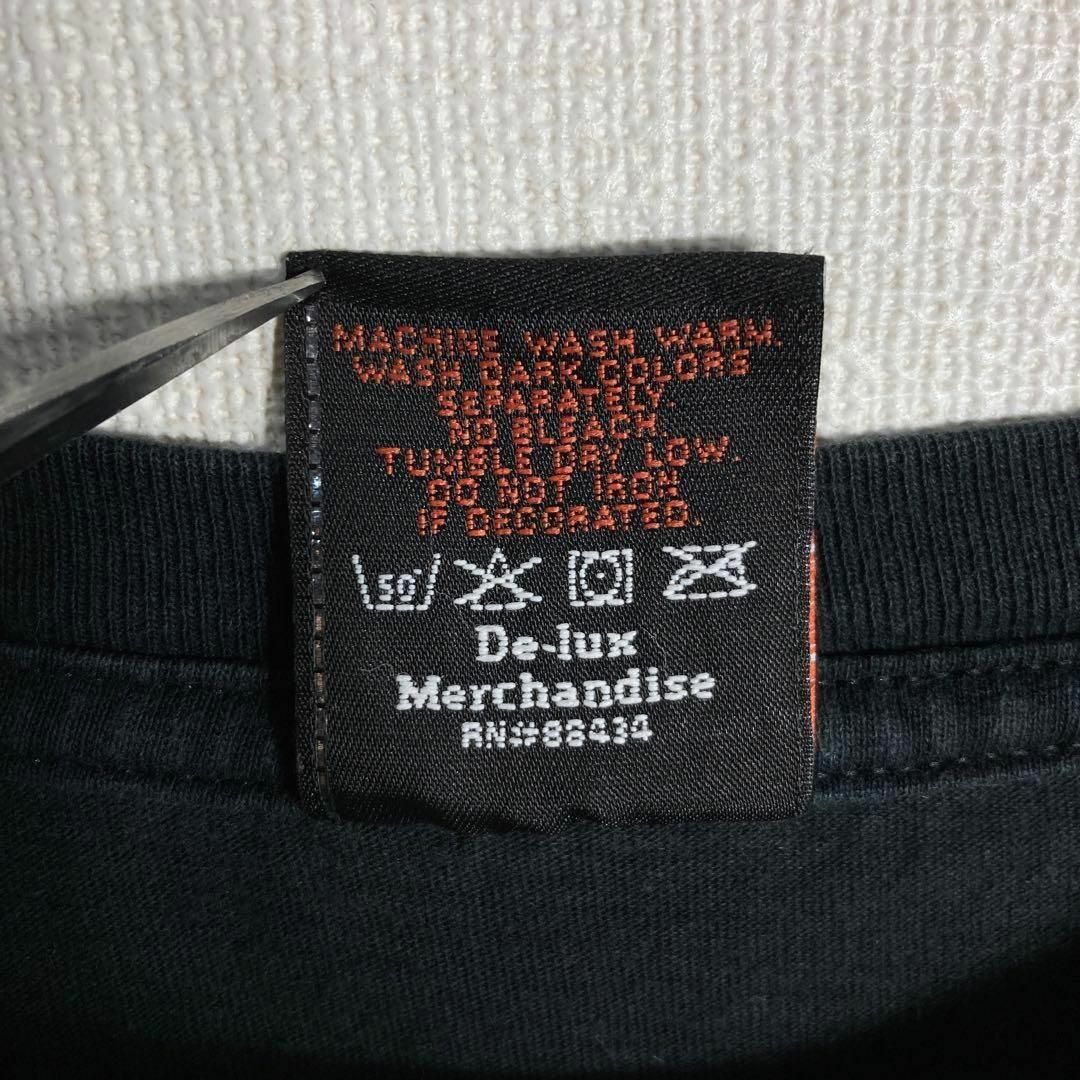 MACHINE WASH WARM.
WASH DARK COLORS
SEPARATELY.
NO BLEACH.
TUMBLE DRY LOW.
DO NOT IRON
IF DECORATED.
50°
De-lux
Merchandise
RN#86434